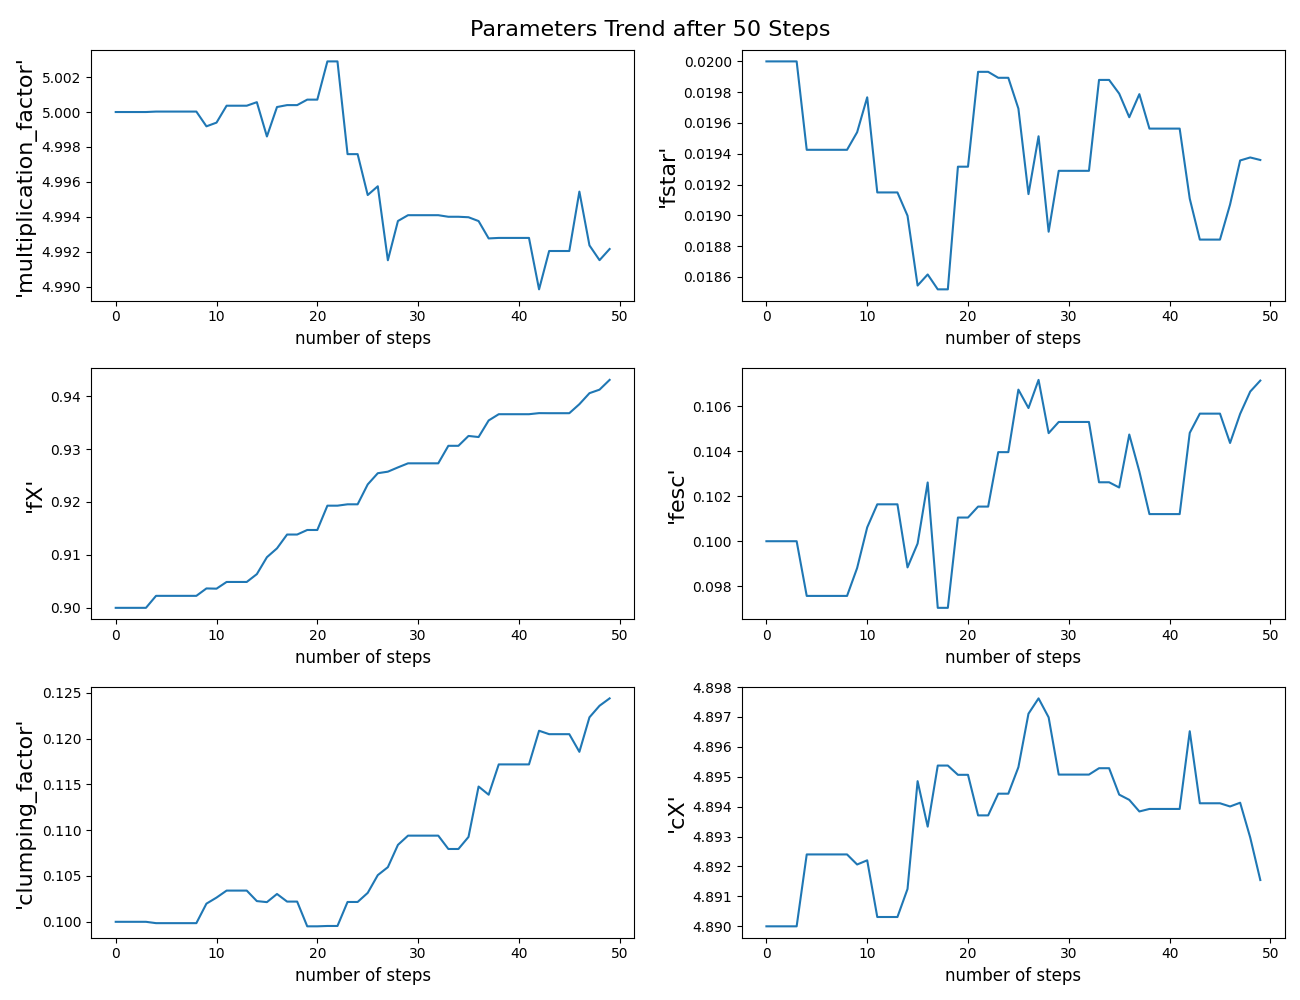 Parameters Trend after 50 Steps
'multiplication_factor'
5.002
5.000
4.998
4.996
4.994
4.992
4.990
0 10 20 30 40 50
number of steps
'fstar'
0.0200
0.0198
0.0196
0.0194
0.0192
0.0190
0.0188
0.0186
0 10 20 30 40 50
number of steps
'fX'
0.94
0.93
0.92
0.91
0.90
0 10 20 30 40 50
number of steps
'fesc'
0.106
0.104
0.102
0.100
0.098
0 10 20 30 40 50
number of steps
'clumping_factor'
0.125
0.120
0.115
0.110
0.105
0.100
0 10 20 30 40 50
number of steps
'cX'
4.898
4.897
4.896
4.895
4.894
4.893
4.892
4.891
4.890
0 10 20 30 40 50
number of steps